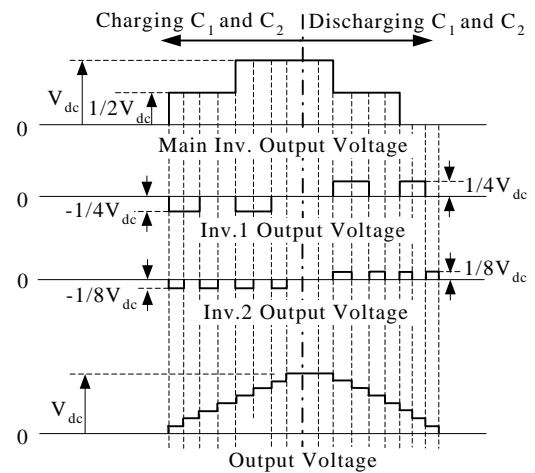 Charging C1 and C2
Discharging C1 and C2
Vdc
1/2Vdc
0
Main Inv. Output Voltage
0
-1/4Vdc
1/4Vdc
Inv.1 Output Voltage
0
-1/8Vdc
1/8Vdc
Inv.2 Output Voltage
Vdc
0
Output Voltage